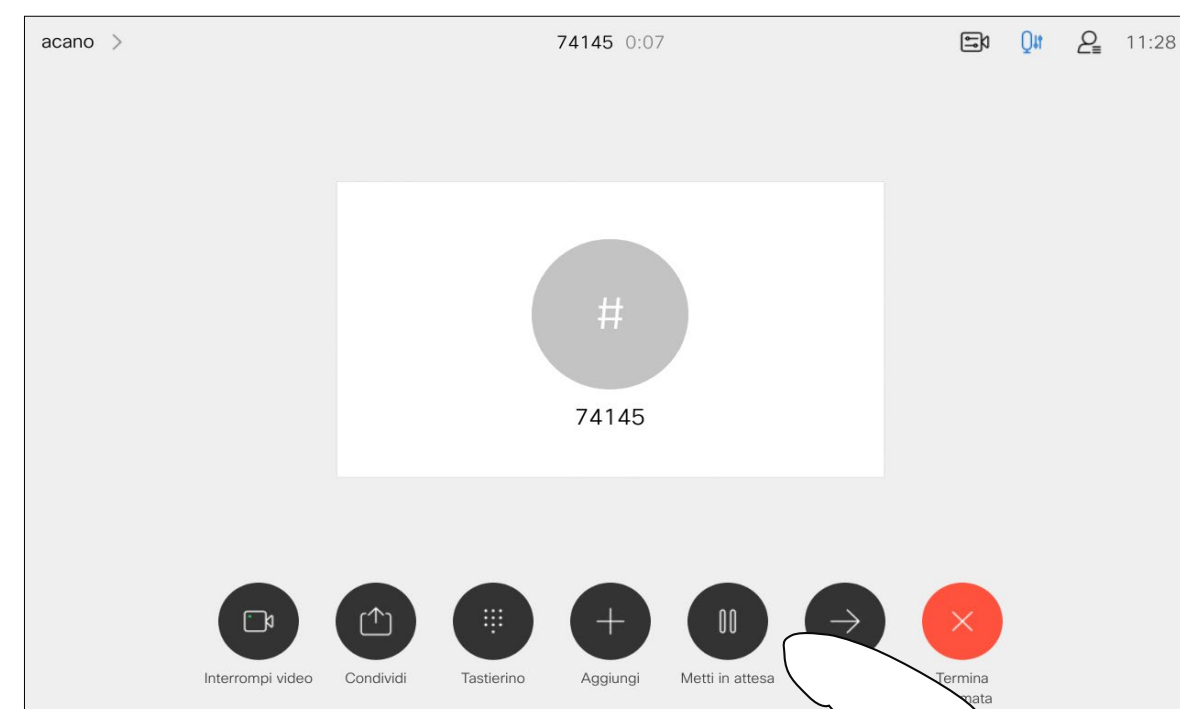 acano
74145 0:07
11:28
#
74145
Interrompi video
Condividi
Tastierino
Aggiungi
Metti in attesa
Termina